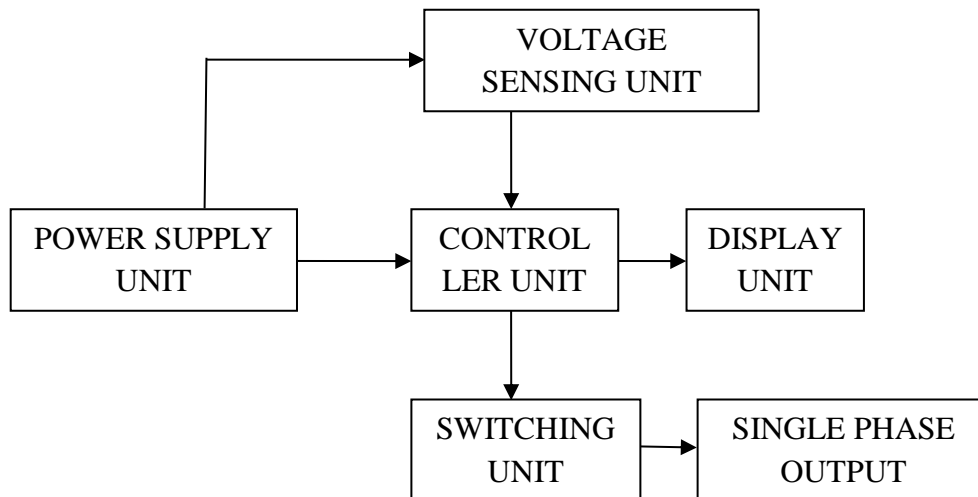 VOLTAGE
SENSING UNIT
POWER SUPPLY
UNIT
CONTROL
LER UNIT
DISPLAY
UNIT
SWITCHING
UNIT
SINGLE PHASE
OUTPUT